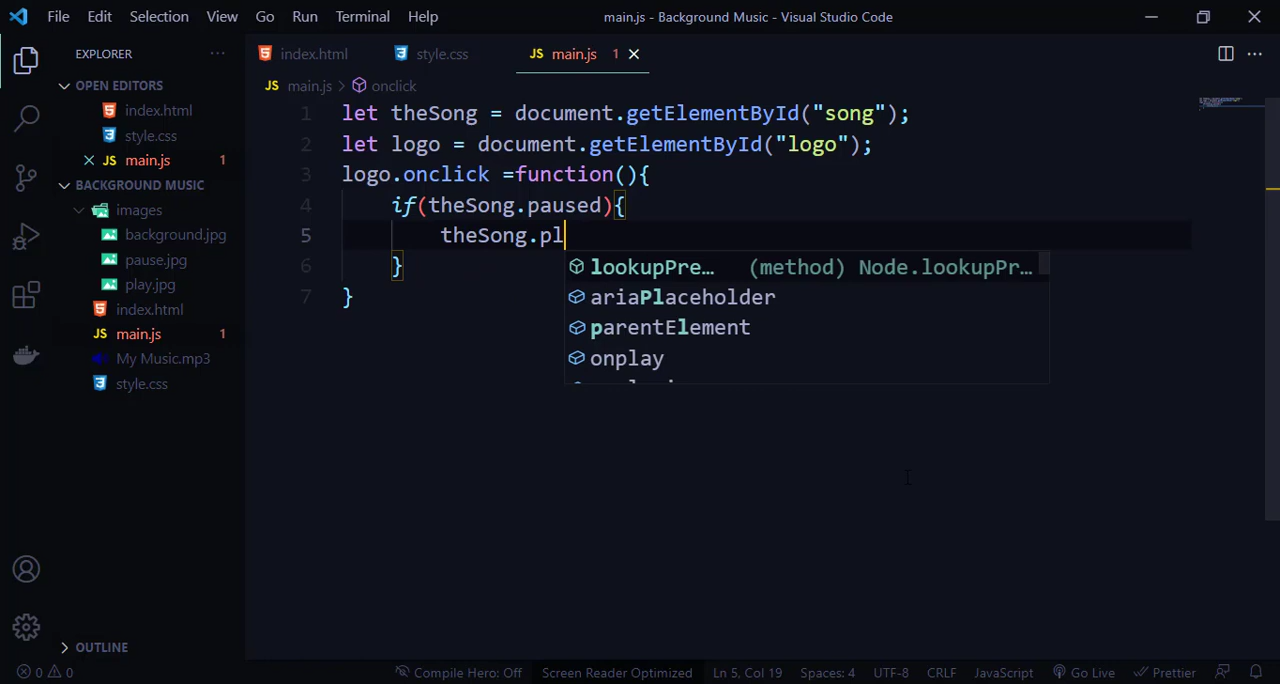 File Edit Selection View Go Run Terminal Help main.js - Background Music - Visual Studio Code
EXPLORER ···
OPEN EDITORS
index.html
style.css
JS main.js 1
BACKGROUND MUSIC
images
background.jpg
pause.jpg
play.jpg
index.html
JS main.js 1
My Music.mp3
style.css
OUTLINE
index.html style.css JS main.js 1
JS main.js > onclick
1 let theSong = document.getElementById("song");
2 let logo = document.getElementById("logo");
3 logo.onclick =function(){
4 if(theSong.paused){
5 theSong.pl
6 }
7 }
lookupPre… (method) Node.lookupPr…
ariaPlaceholder
parentElement
onplay
0 0 Compile Hero: Off Screen Reader Optimized Ln 5, Col 19 Spaces: 4 UTF-8 CRLF JavaScript Go Live Prettier